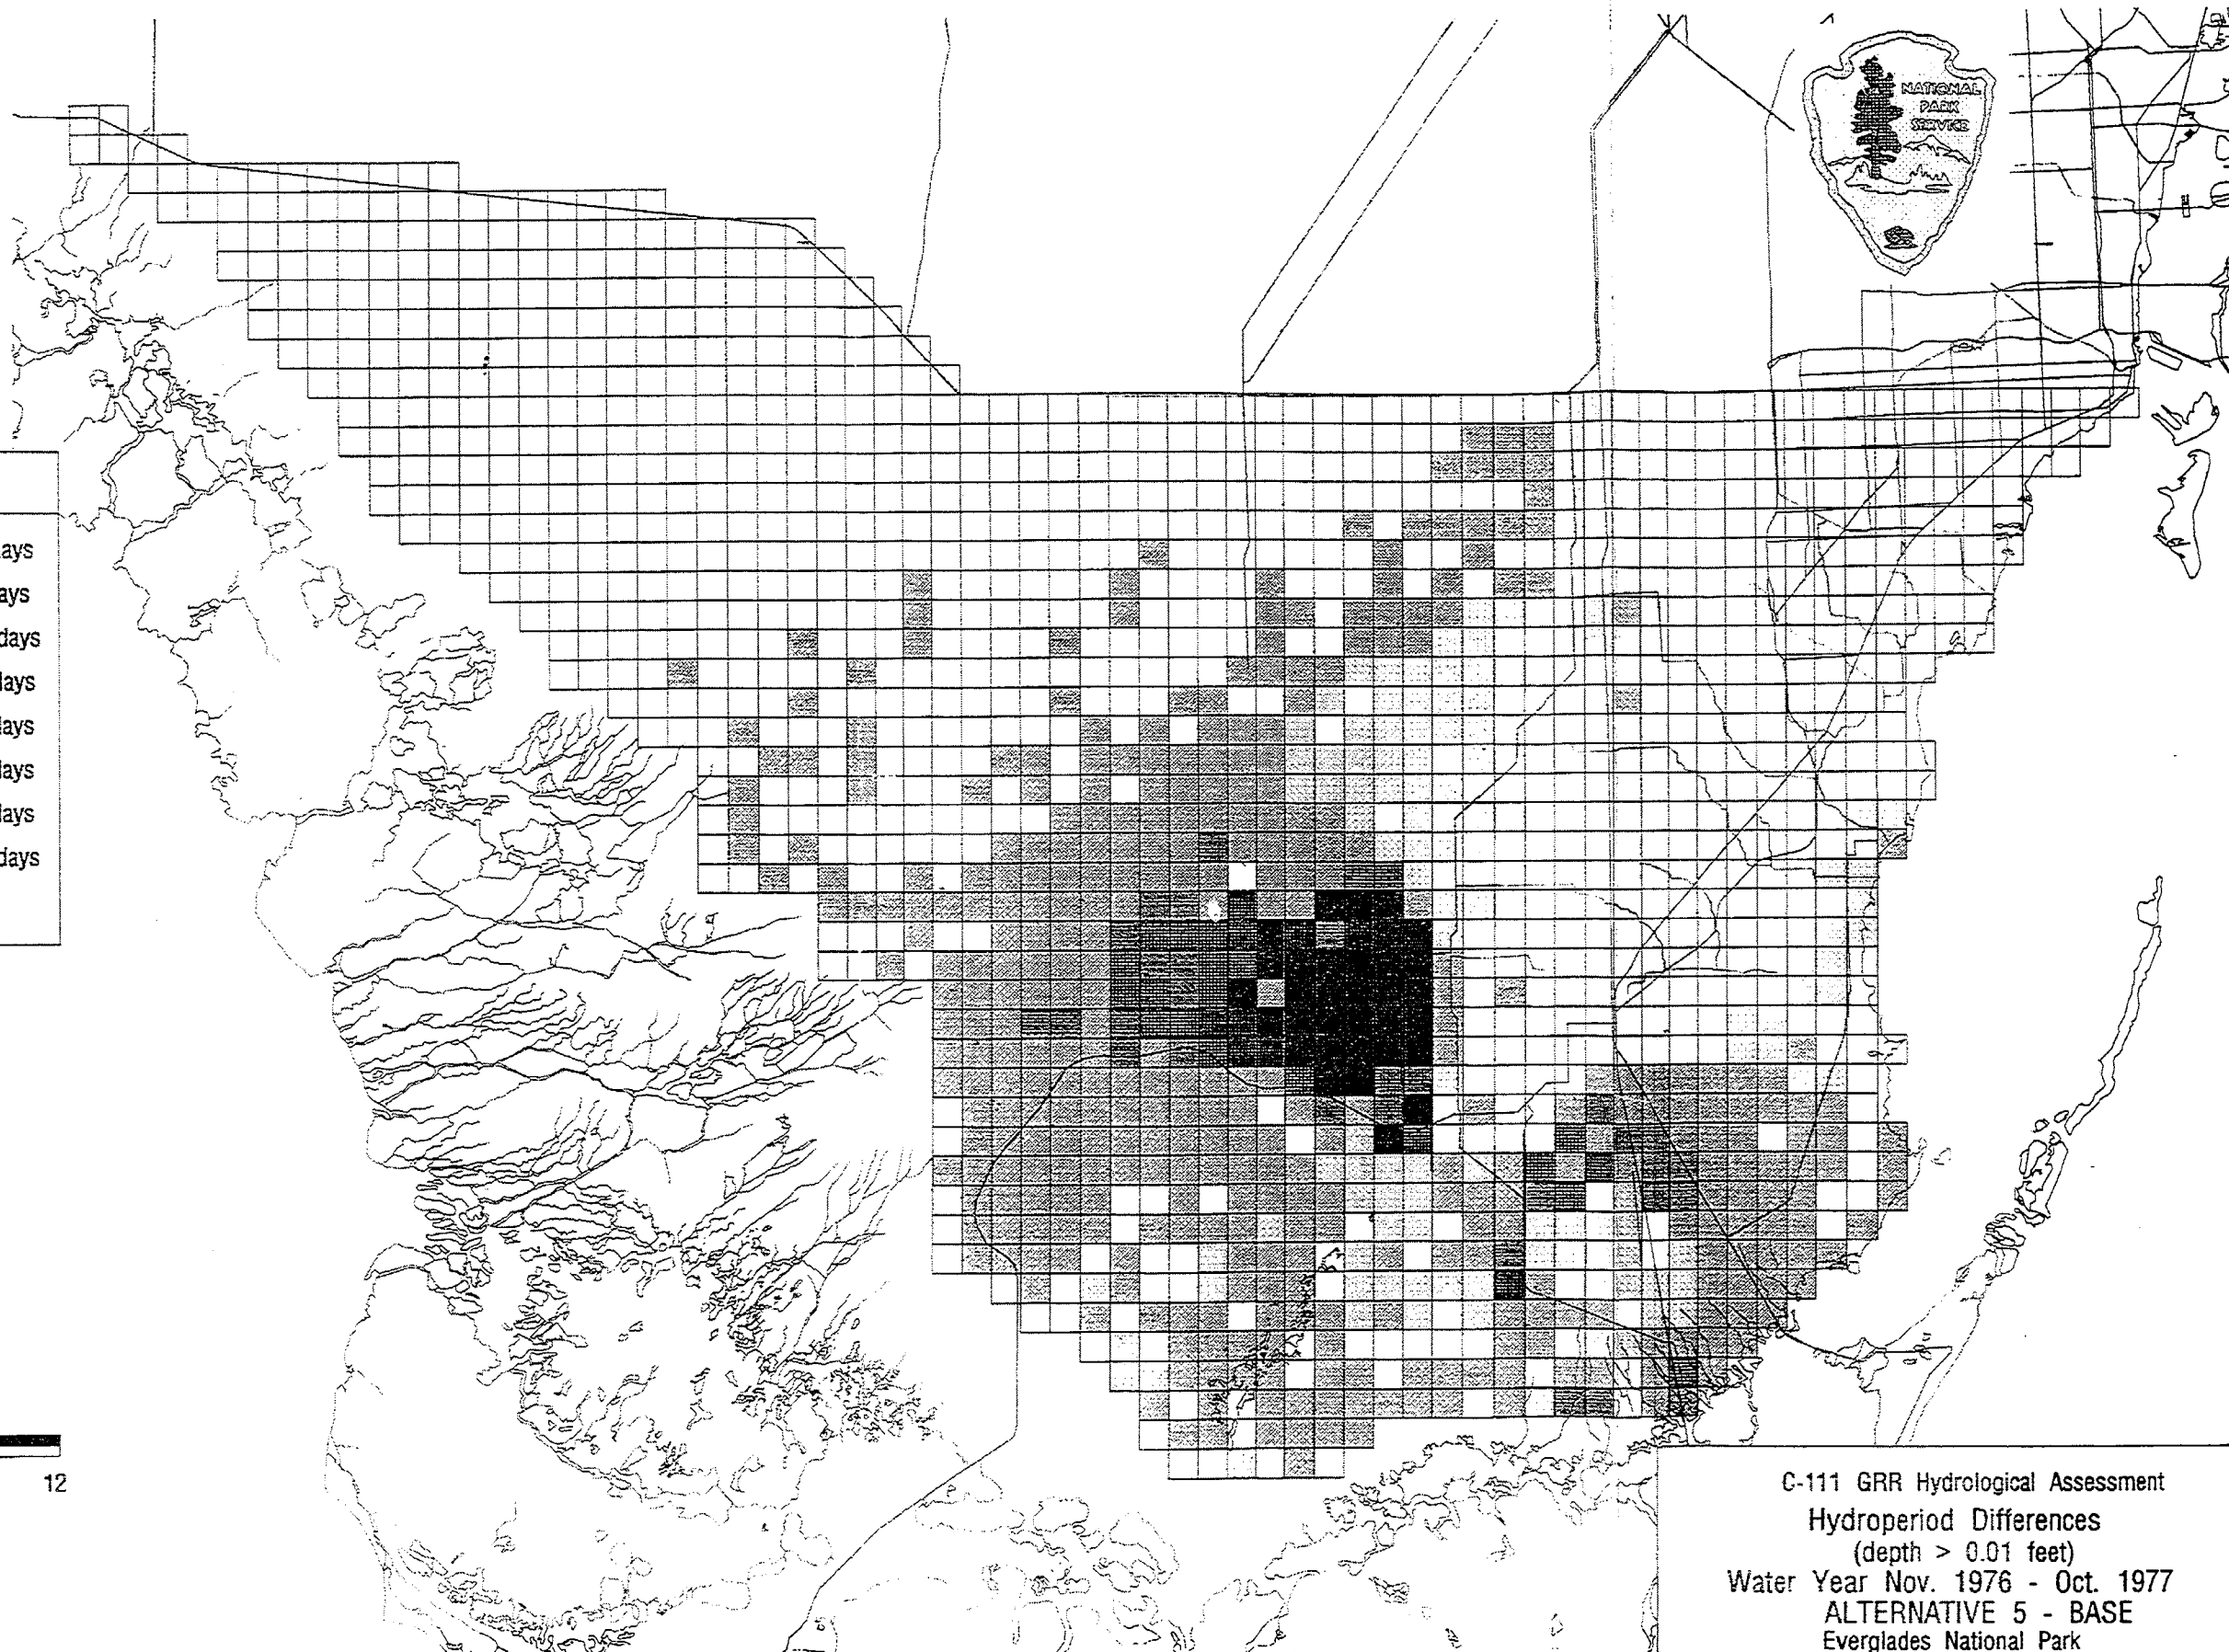 NATIONAL
PARK
SERVICE
ays
ays
days
lays
lays
lays
lays
days
12
C-111 GRR Hydrological Assessment
Hydroperiod Differences
(depth > 0.01 feet)
Water Year Nov. 1976 - Oct. 1977
ALTERNATIVE 5 - BASE
Everglades National Park